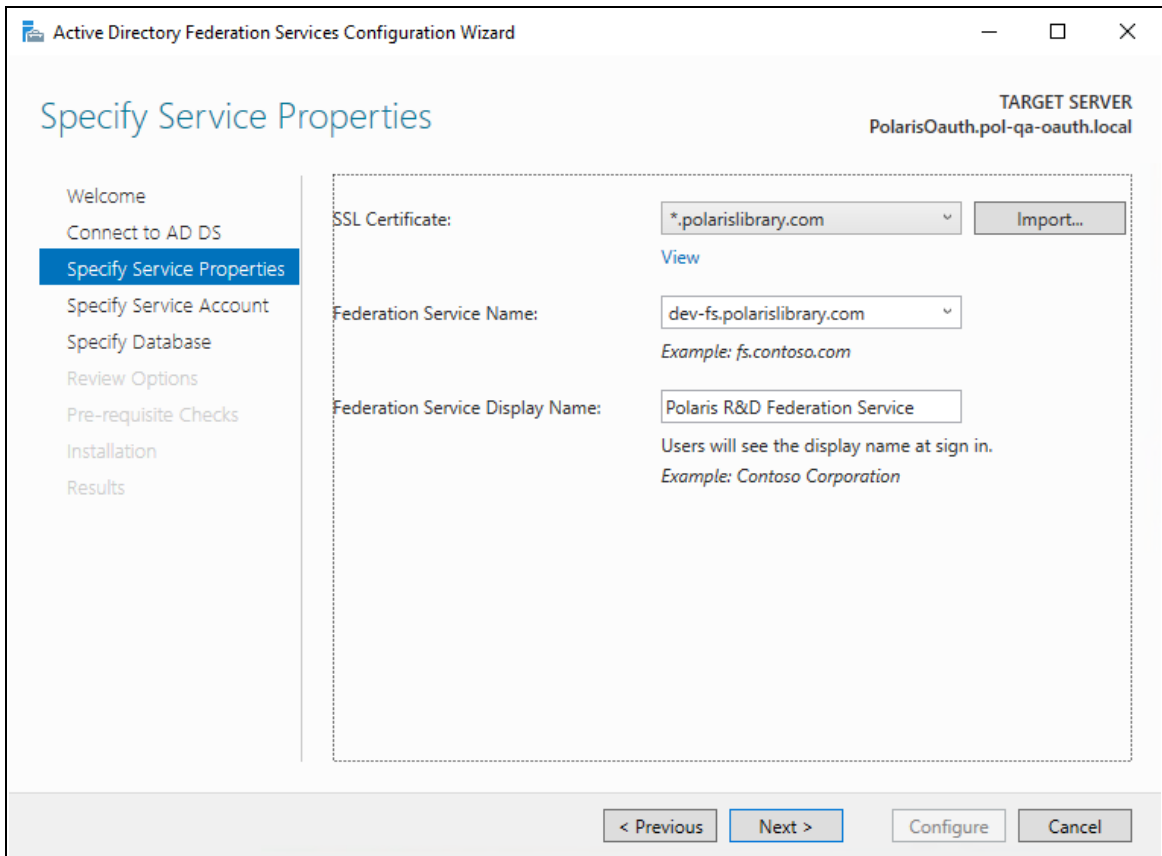 Active Directory Federation Services Configuration Wizard
Specify Service Properties
TARGET SERVER
PolarisOauth.pol-qa-oauth.local
Welcome
Connect to AD DS
Specify Service Properties
Specify Service Account
Specify Database
Review Options
Pre-requisite Checks
Installation
Results
SSL Certificate:
*.polarislibrary.com
Import...
View
Federation Service Name:
dev-fs.polarislibrary.com
Example: fs.contoso.com
Federation Service Display Name:
Polaris R&D Federation Service
Users will see the display name at sign in.
Example: Contoso Corporation
< Previous
Next >
Configure
Cancel